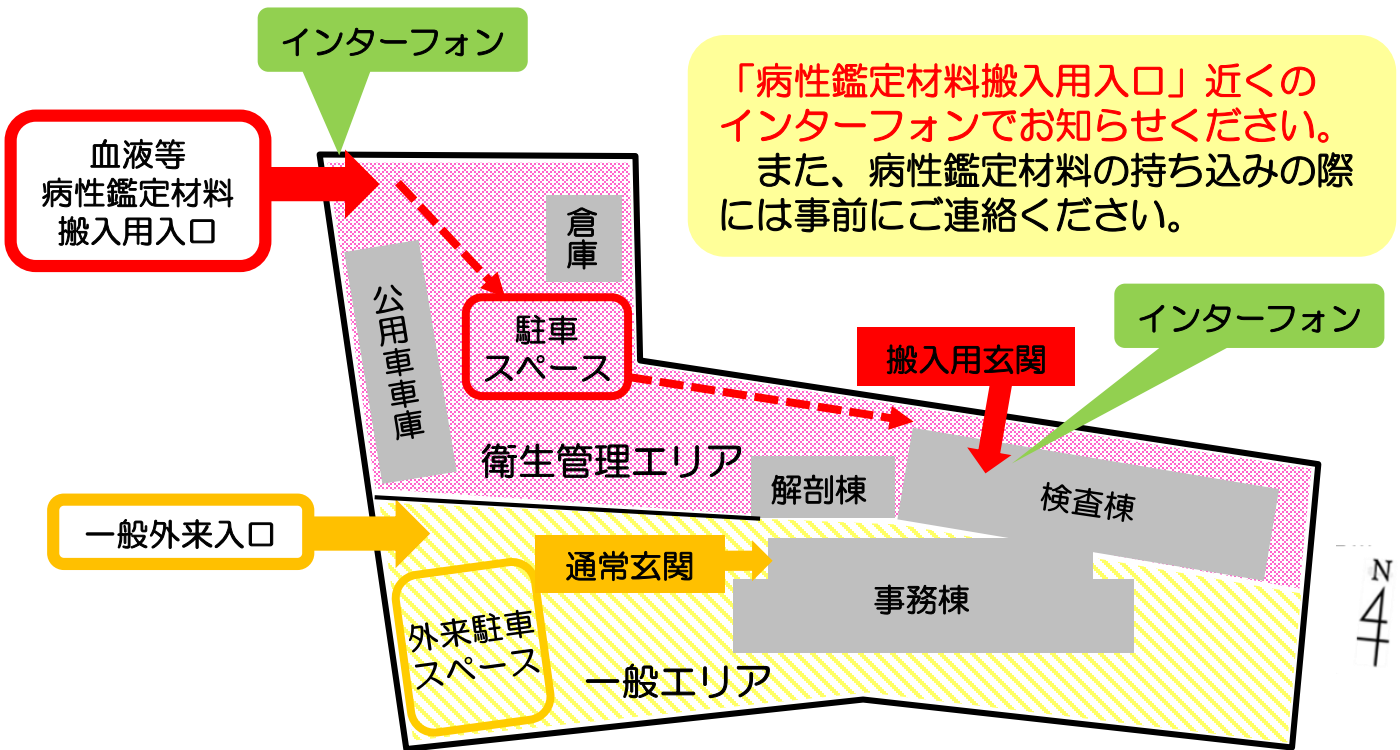 インターフォン
「病性鑑定材料搬入用入口」近くの
インターフォンでお知らせください。
また、病性鑑定材料の持ち込みの際
には事前にご連絡ください。
血液等
病性鑑定材料
搬入用入口
倉庫
公用車車庫
駐車
スペース
インターフォン
搬入用玄関
衛生管理エリア
解剖棟
検査棟
一般外来入口
通常玄関
事務棟
外来駐車
スペース
一般エリア
N